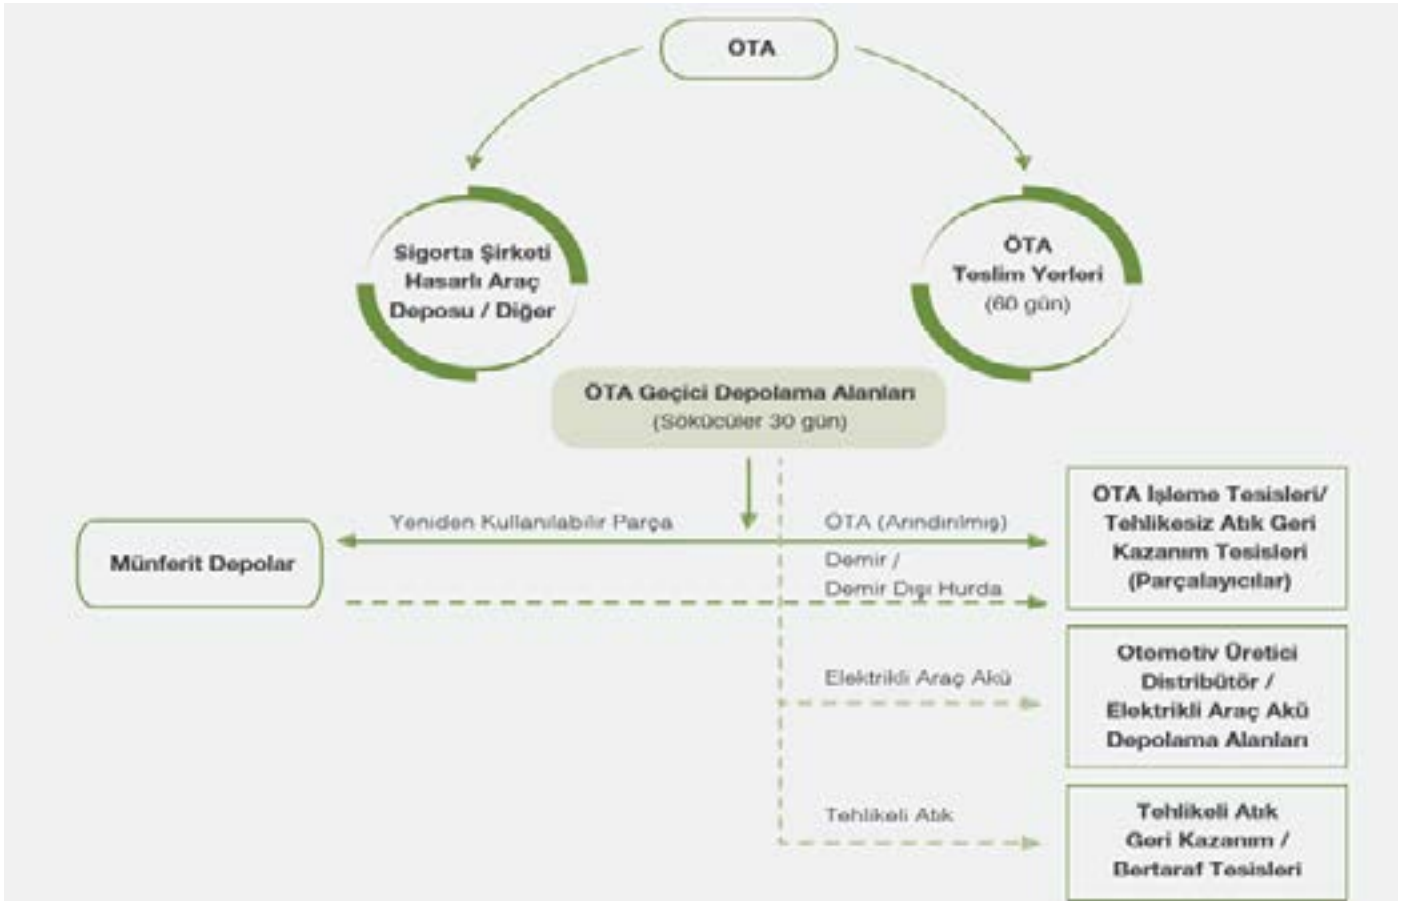 ÖTA
Sigorta Şirketi
Hasarlı Araç
Deposu / Diğer
ÖTA
Teslim Yerleri
(60 gün)
ÖTA Geçici Depolama Alanları
(Sökücüler 30 gün)
Yeniden Kullanılabilir Parça
ÖTA (Arındırılmış)
Demir /
Demir Dışı Hurda
Münferit Depolar
ÖTA İşleme Tesisleri/
Tehlikesiz Atık Geri
Kazanım Tesisleri
(Parçalayıcılar)
Elektrikli Araç Akü
Otomotiv Üretici
Distribütör /
Elektrikli Araç Akü
Depolama Alanları
Tehlikeli Atık
Tehlikeli Atık
Geri Kazanım /
Bertaraf Tesisleri